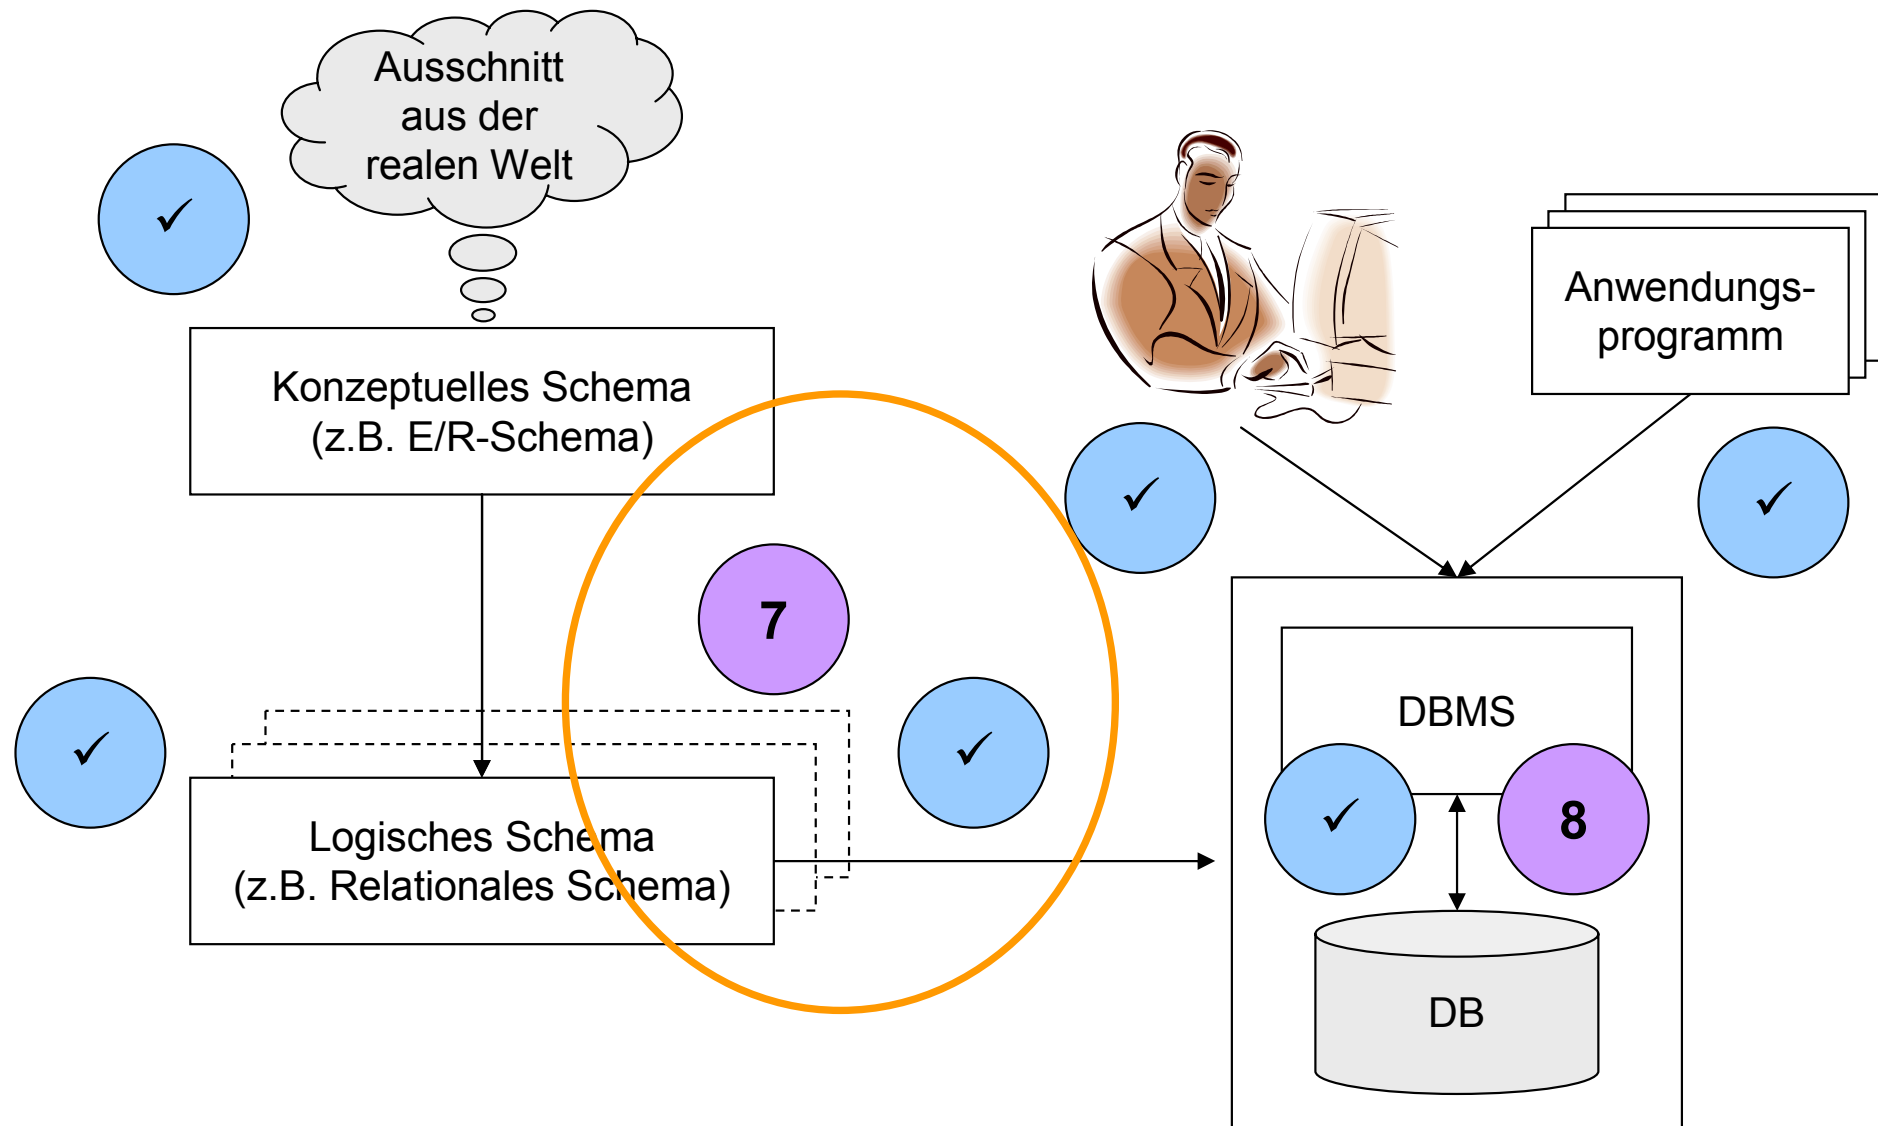 Ausschnitt
aus der
realen Welt
✓
Anwendungs-
programm
Konzeptuelles Schema
(z.B. E/R-Schema)
✓
✓
7
✓
✓
DBMS
Logisches Schema
(z.B. Relationales Schema)
✓
8
DB